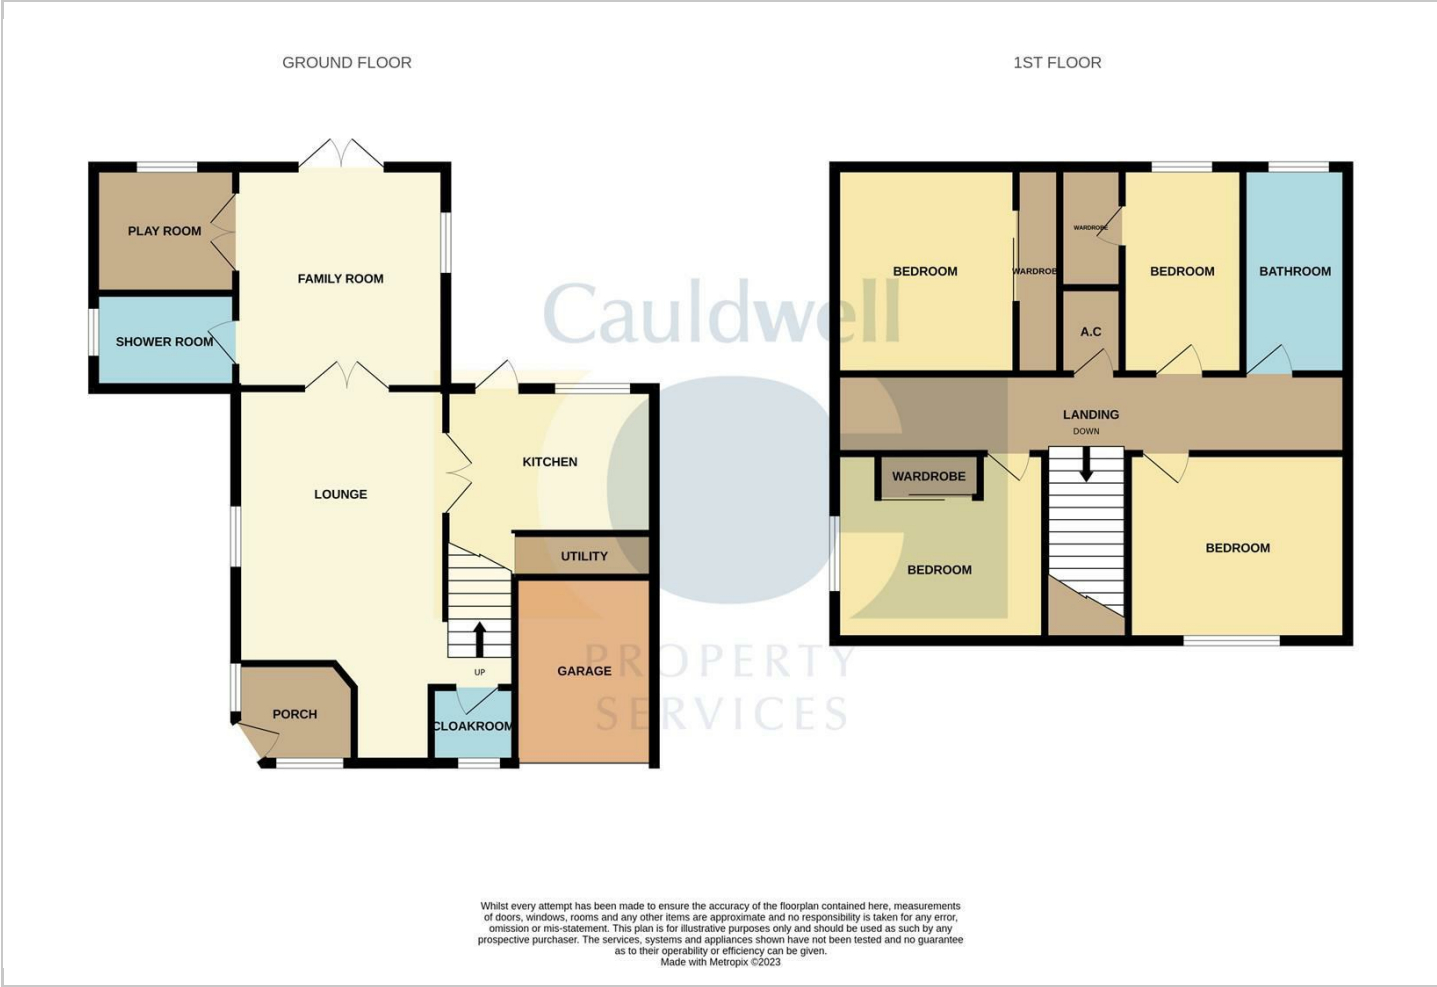 GROUND FLOOR
1ST FLOOR
PLAY ROOM
FAMILY ROOM
SHOWER ROOM
LOUNGE
KITCHEN
UTILITY
GARAGE
UP
PORCH
CLOAKROOM
BEDROOM
WARDROBE
WARDROBE
BEDROOM
BATHROOM
A.C
LANDING
DOWN
WARDROBE
BEDROOM
BEDROOM
Cauldwell
PROPERTY
SERVICES
Whilst every attempt has been made to ensure the accuracy of the floorplan contained here, measurements
of doors, windows, rooms and any other items are approximate and no responsibility is taken for any error,
omission or mis-statement. This plan is for illustrative purposes only and should be used as such by any
prospective purchaser. The services, systems and appliances shown have not been tested and no guarantee
as to their operability or efficiency can be given.
Made with Metropix ©2023